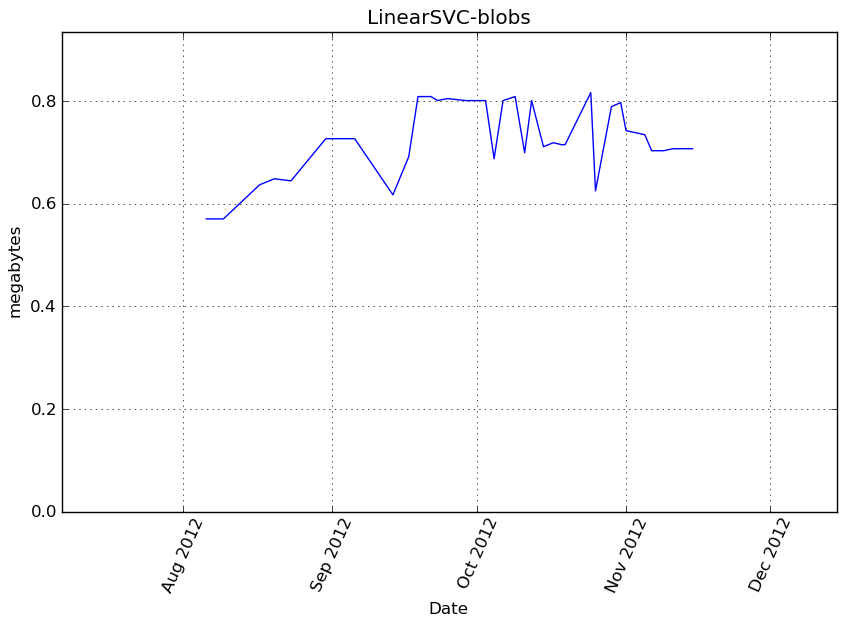 LinearSVC-blobs
megabytes
0.8
0.6
0.4
0.2
0.0
Aug 2012
Sep 2012
Oct 2012
Nov 2012
Dec 2012
Date